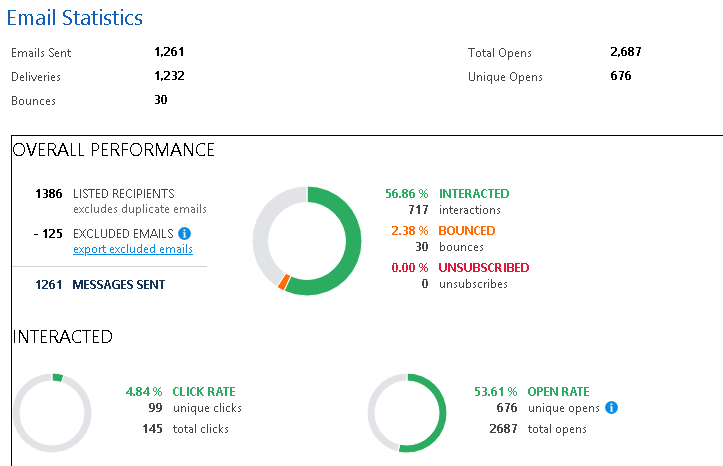 Email Statistics
Emails Sent 1,261 Total Opens 2,687
Deliveries 1,232 Unique Opens 676
Bounces 30
OVERALL PERFORMANCE
1386 LISTED RECIPIENTS
excludes duplicate emails
- 125 EXCLUDED EMAILS i
export excluded emails
1261 MESSAGES SENT
56.86 % INTERACTED
717 interactions
2.38 % BOUNCED
30 bounces
0.00 % UNSUBSCRIBED
0 unsubscribes
INTERACTED
4.84 % CLICK RATE
99 unique clicks
145 total clicks
53.61 % OPEN RATE
676 unique opens i
2687 total opens